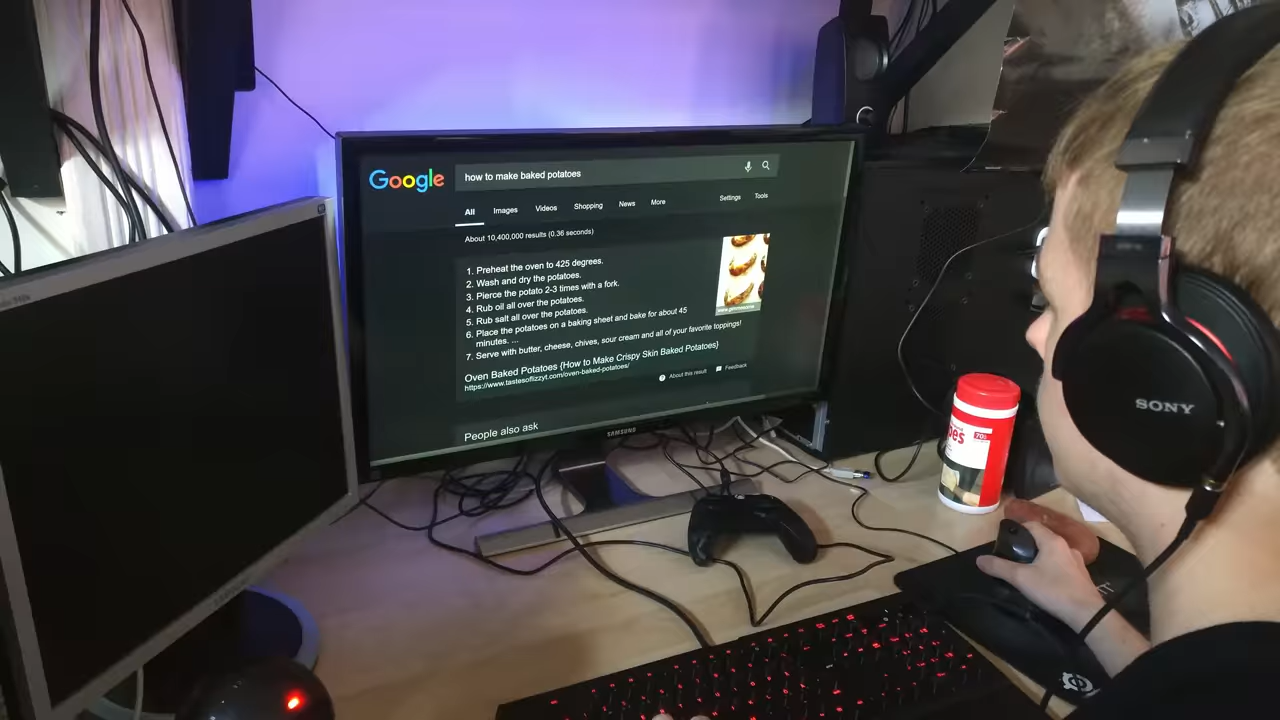 Google
how to make baked potatoes
All Images Videos Shopping News More Settings Tools
About 10,400,000 results (0.36 seconds)
1. Preheat the oven to 425 degrees.
2. Wash and dry the potatoes.
3. Pierce the potato 2-3 times with a fork.
4. Rub oil all over the potatoes.
5. Rub salt all over the potatoes.
6. Place the potatoes on a baking sheet and bake for about 45
minutes. ...
7. Serve with butter, cheese, chives, sour cream and all of your favorite toppings!
Oven Baked Potatoes {How to Make Crispy Skin Baked Potatoes}
https://www.tastesoflizzyt.com/oven-baked-potatoes/
About this result Feedback
People also ask
SAMSUNG
SONY
pes
70